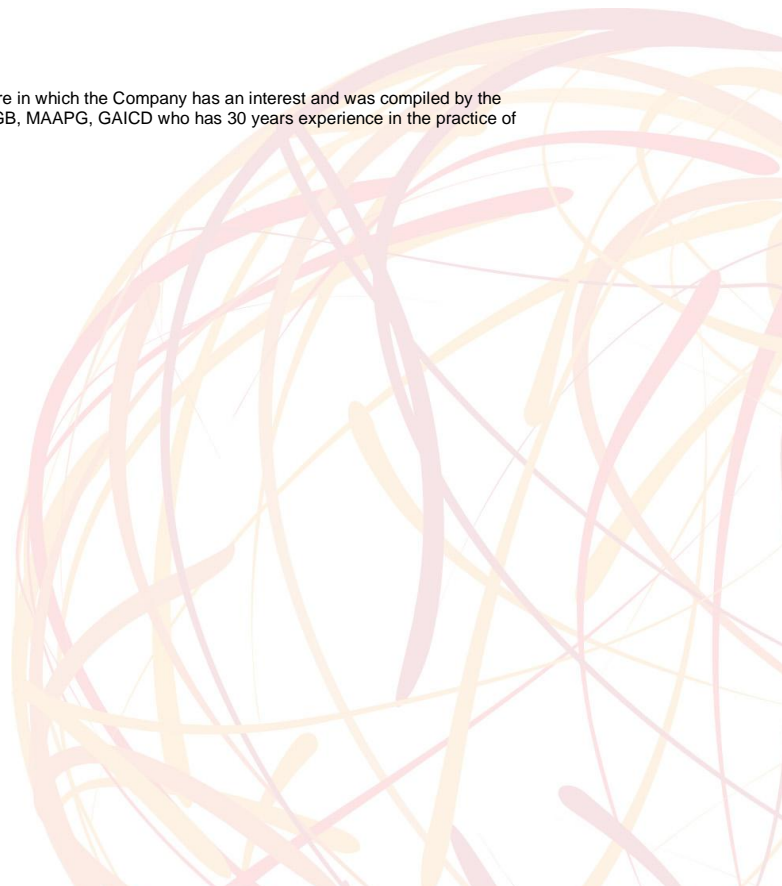 re in which the Company has an interest and was compiled by the
GB, MAAPG, GAICD who has 30 years experience in the practice of